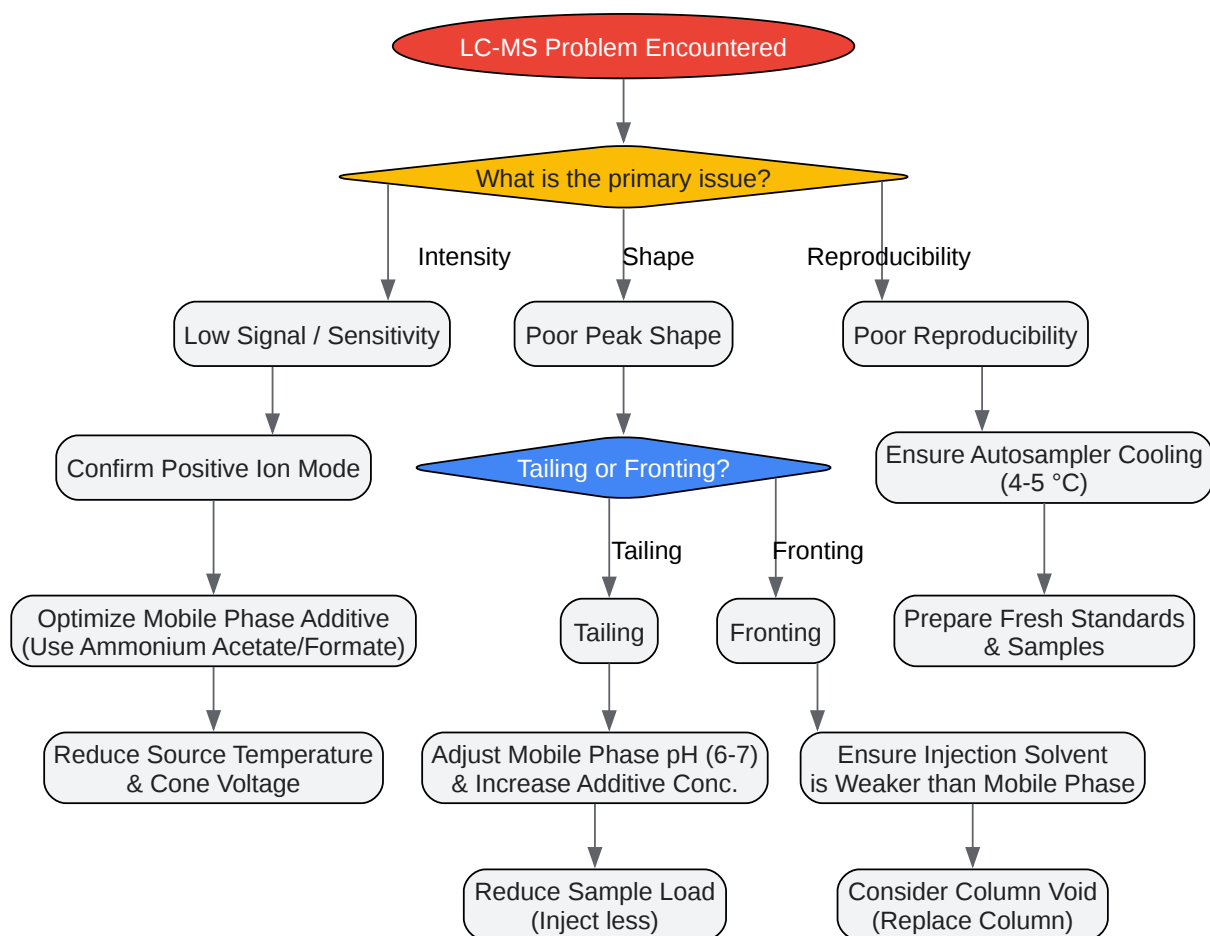 LC-MS Problem Encountered
What is the primary issue?
Intensity
Shape
Reproducibility
Low Signal / Sensitivity
Poor Peak Shape
Poor Reproducibility
Confirm Positive Ion Mode
Tailing or Fronting?
Ensure Autosampler Cooling
(4-5 °C)
Tailing
Fronting
Optimize Mobile Phase Additive
(Use Ammonium Acetate/Formate)
Tailing
Fronting
Prepare Fresh Standards
& Samples
Reduce Source Temperature
& Cone Voltage
Adjust Mobile Phase pH (6-7)
& Increase Additive Conc.
Ensure Injection Solvent
is Weaker than Mobile Phase
Reduce Sample Load
(Inject less)
Consider Column Void
(Replace Column)